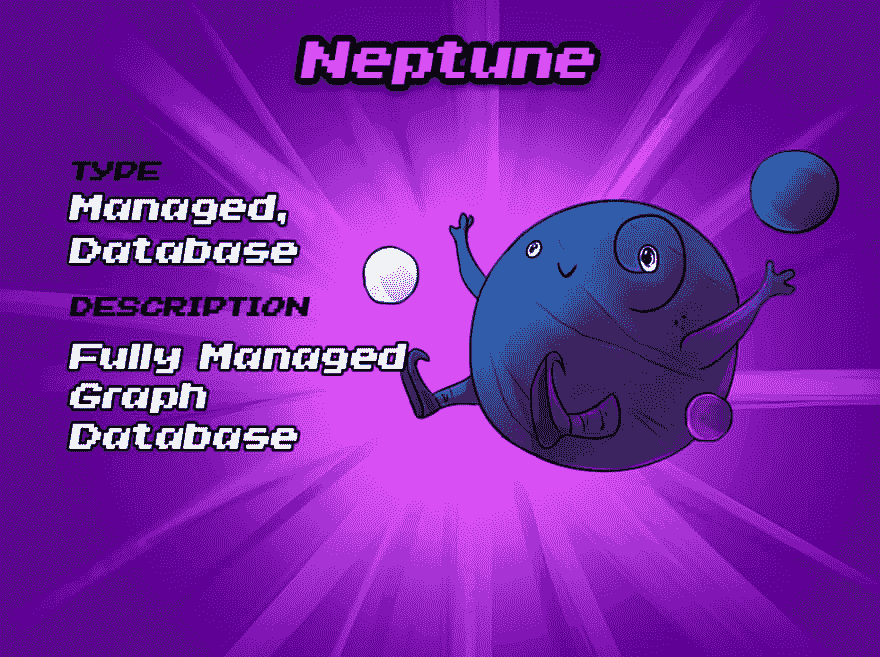 Neptune
TYPE
Managed,
Database
DESCRIPTION
Fully Managed
Graph
Database